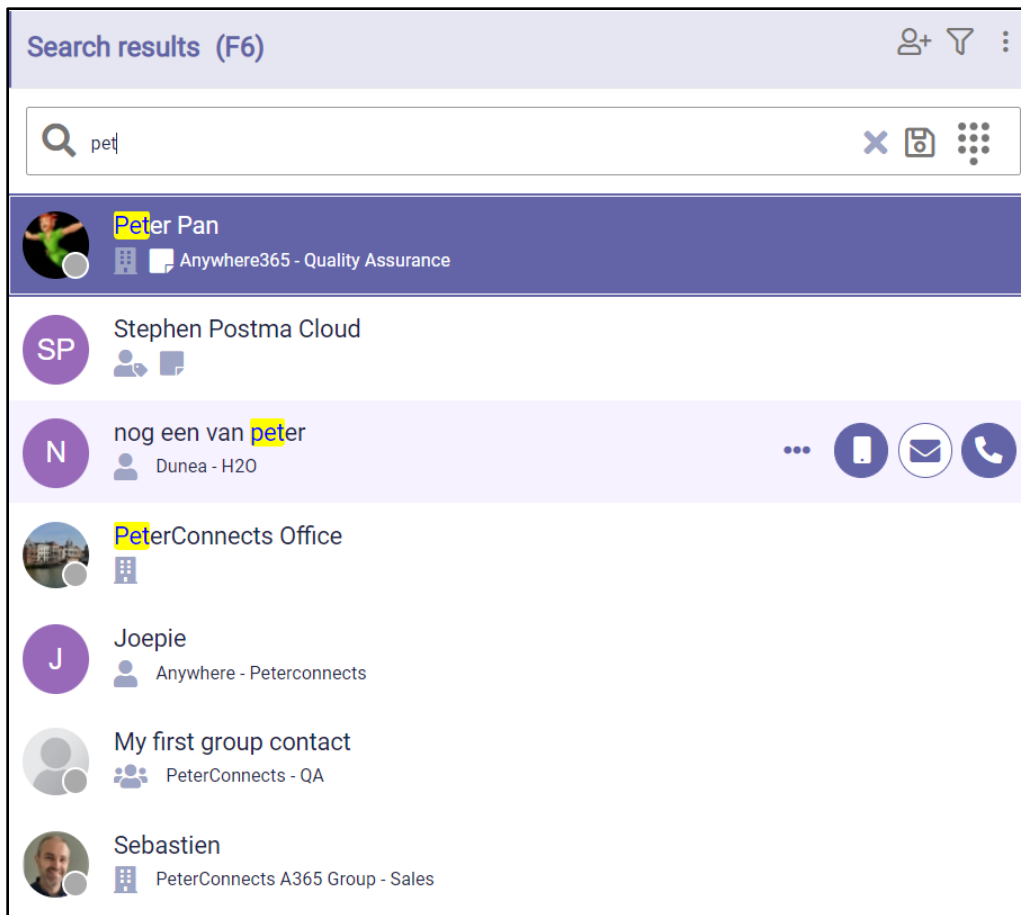 Search results (F6)
pet
Peter Pan
Anywhere365 - Quality Assurance
SP
Stephen Postma Cloud
N
nog een van peter
Dunea - H2O
PeterConnects Office
J
Joepie
Anywhere - Peterconnects
My first group contact
PeterConnects - QA
Sebastien
PeterConnects A365 Group - Sales